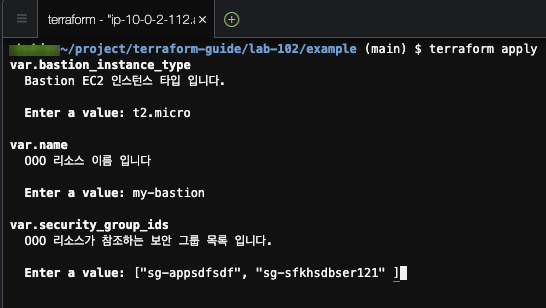 terraform - "ip-10-0-2-112.a
~/project/terraform-guide/lab-102/example (main) $ terraform apply
var.bastion_instance_type
Bastion EC2 인스턴스 타입 입니다.
Enter a value: t2.micro
var.name
OOO 리소스 이름 입니다
Enter a value: my-bastion
var.security_group_ids
OOO 리소스가 참조하는 보안 그룹 목록 입니다.
Enter a value: ["sg-appsdfsdf", "sg-sfkhsdbser121" ]